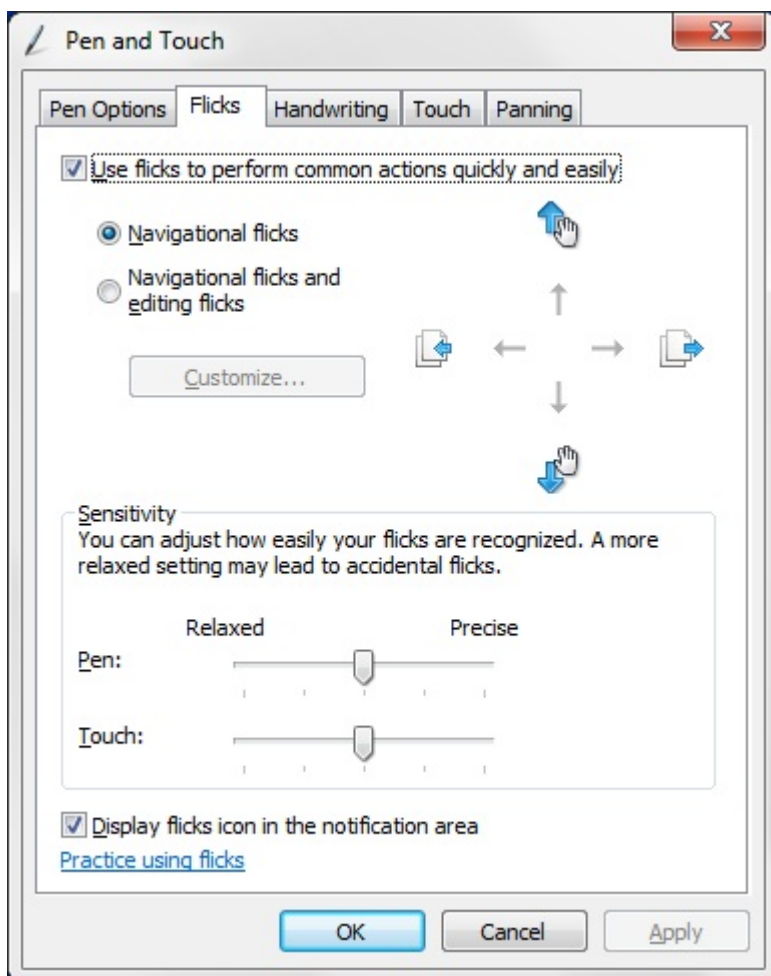 Pen and Touch
Pen Options Flicks Handwriting Touch Panning
Use flicks to perform common actions quickly and easily
Navigational flicks
Navigational flicks and
editing flicks
Customize...
Sensitivity
You can adjust how easily your flicks are recognized. A more
relaxed setting may lead to accidental flicks.
Relaxed Precise
Pen:
Touch:
Display flicks icon in the notification area
Practice using flicks
OK Cancel Apply